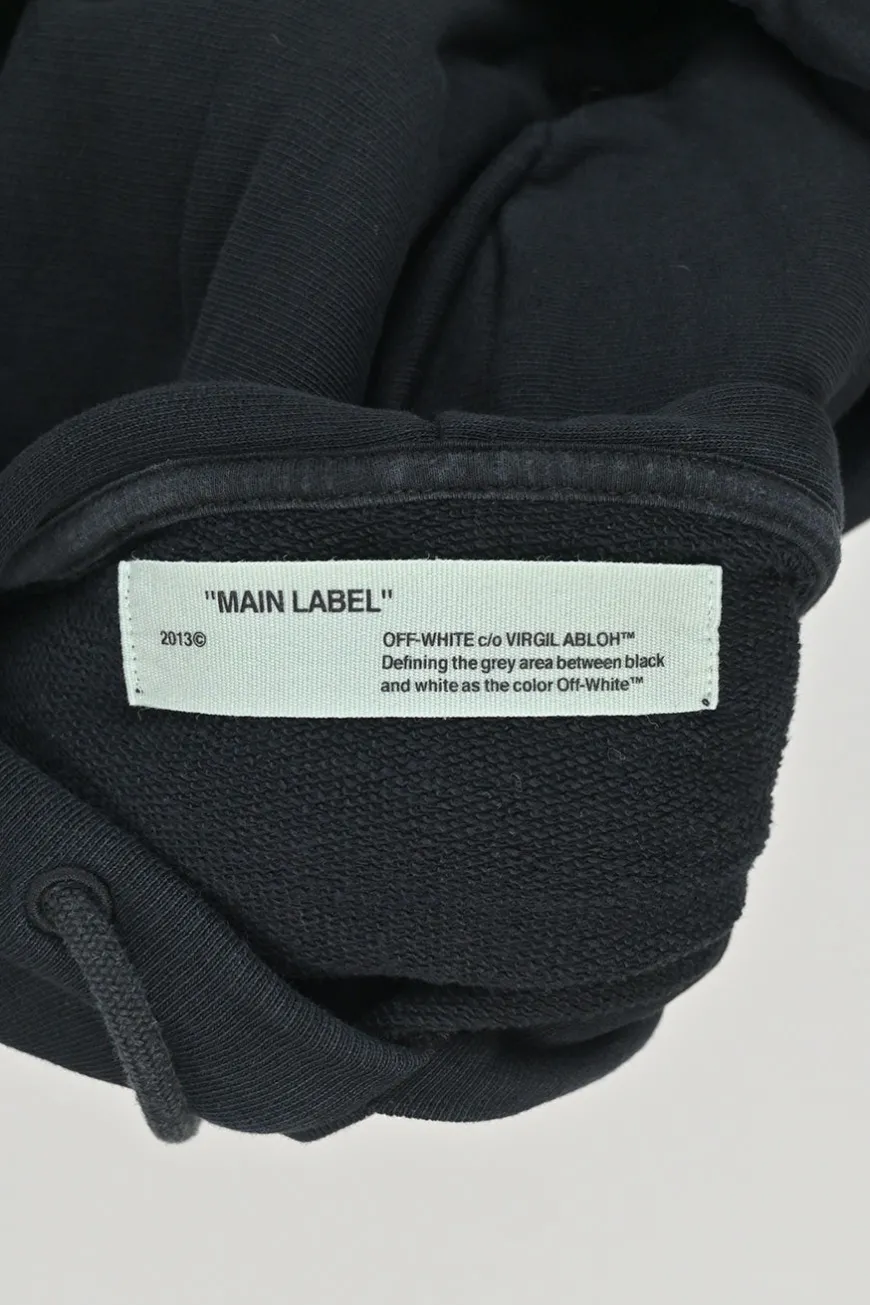 "MAIN LABEL"
2013© OFF-WHITE c/o VIRGIL ABLOH™
Defining the grey area between black
and white as the color Off-White™